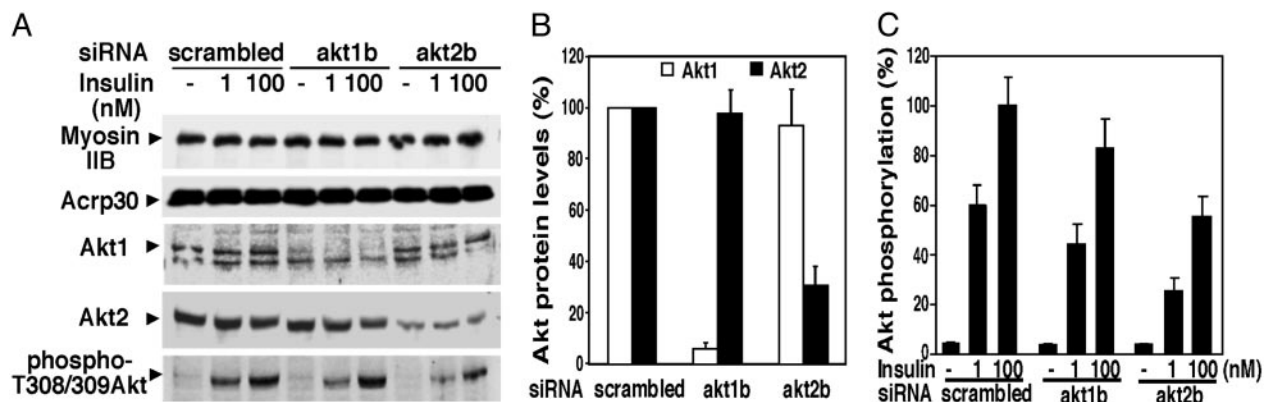 A
siRNA scrambled akt1b akt2b
Insulin - 1 100 - 1 100 - 1 100
(nM)
Myosin
IIB
Acrp30
Akt1
Akt2
phospho-
T308/309Akt
B
Akt protein levels (%)
120
100
80
60
40
20
0
Akt1 Akt2
siRNA scrambled akt1b akt2b
C
Akt phosphorylation (%)
120
100
80
60
40
20
0
Insulin - 1 100 - 1 100 - 1 100 (nM)
siRNA scrambled akt1b akt2b